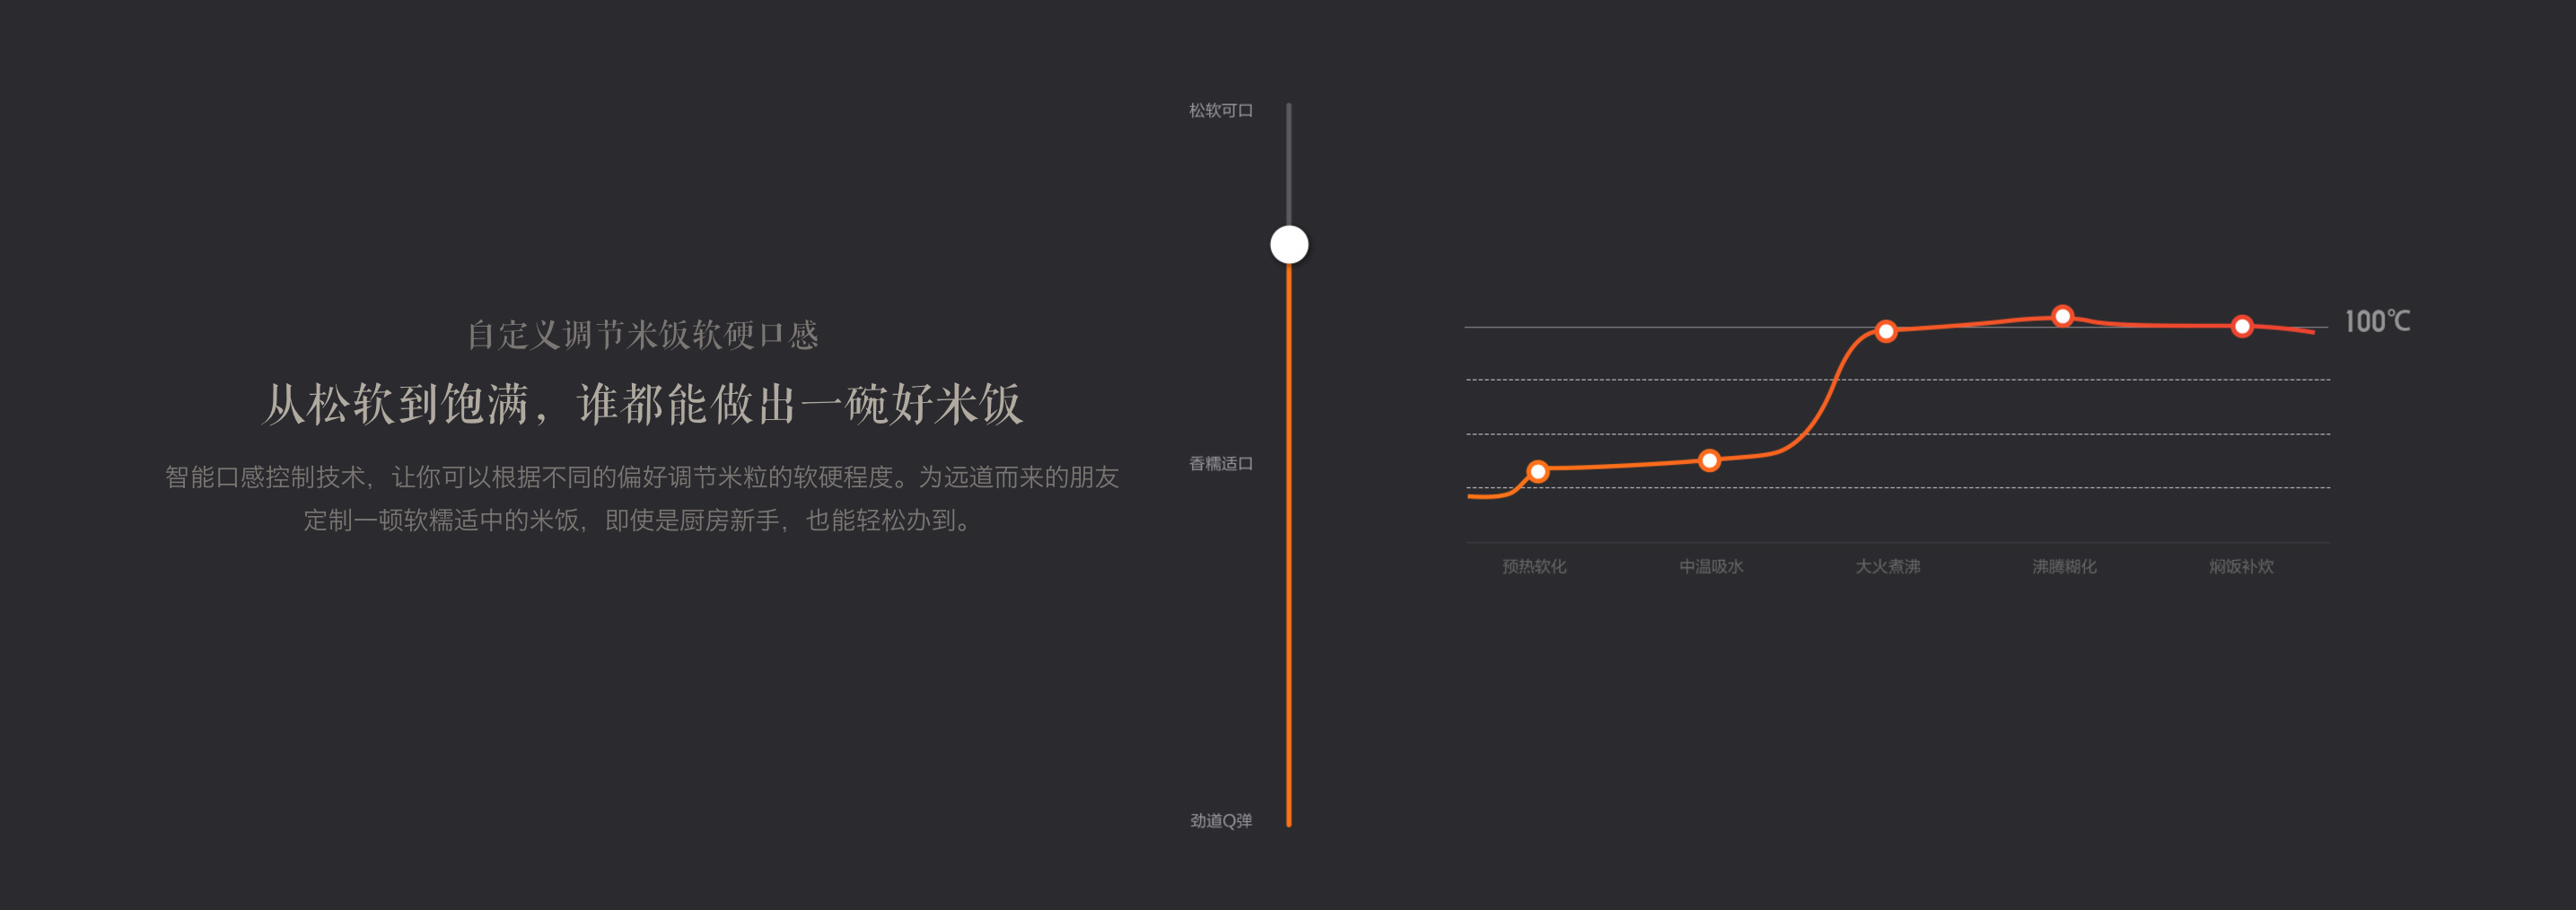 自定义调节米饭软硬口感
从松软到饱满，谁都能做出一碗好米饭
智能口感控制技术，让你可以根据不同的偏好调节米粒的软硬程度。为远道而来的朋友
定制一顿软糯适中的米饭，即使是厨房新手，也能轻松办到。
松软可口
香糯适口
劲道Q弹
100℃
预热软化
中温吸水
大火煮沸
沸腾糊化
焖饭补炊